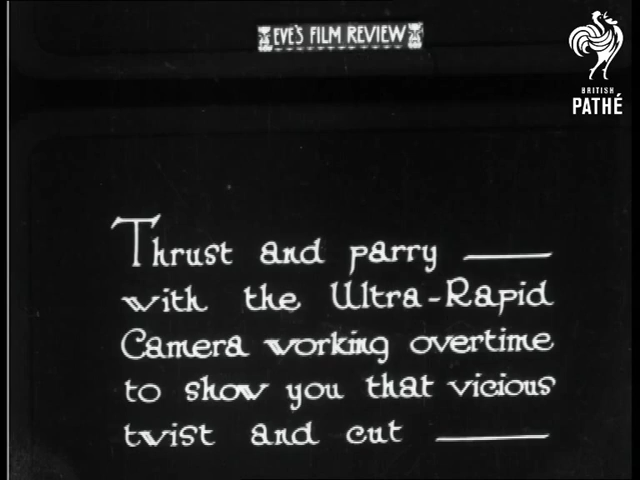 EVE'S FILM REVIEW
BRITISH
PATHÉ
Thrust and parry ——
with the Ultra-Rapid
Camera working overtime
to show you that vicious
twist and cut ——